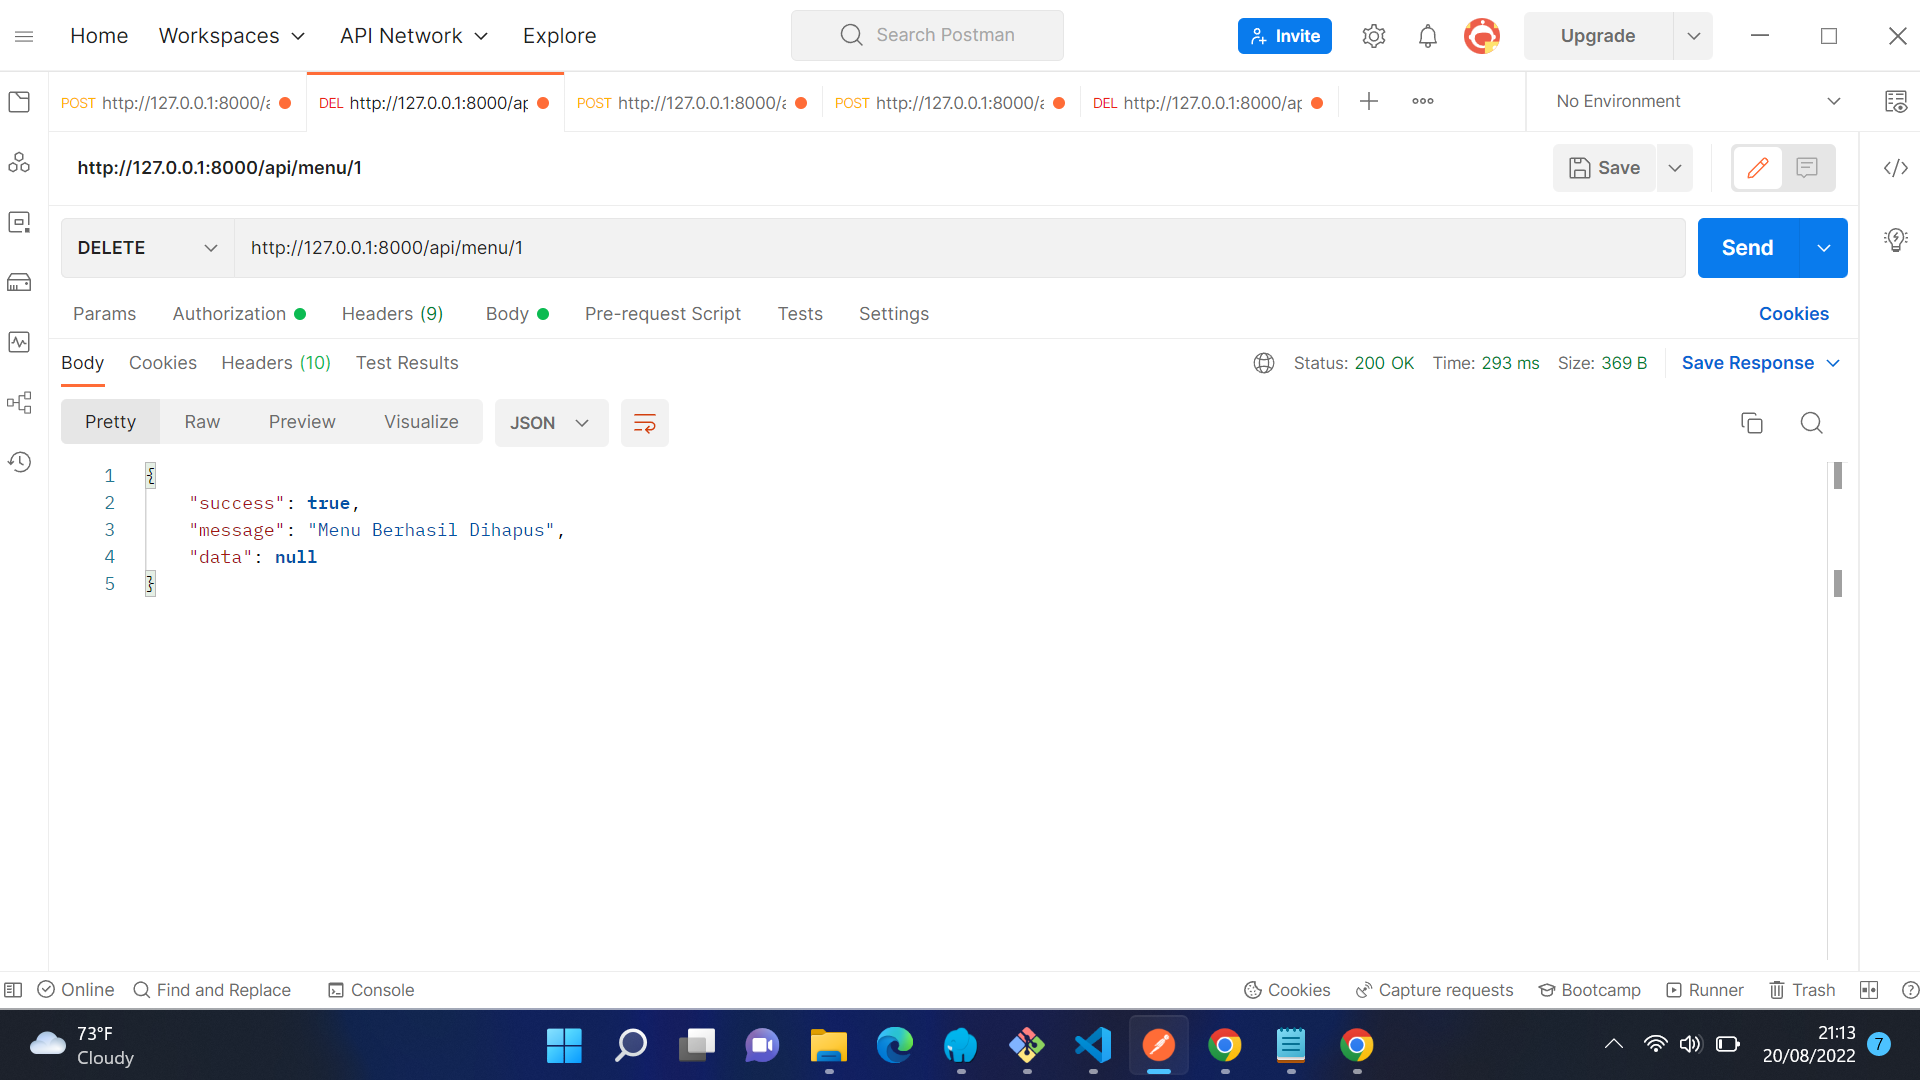 Home Workspaces API Network Explore Search Postman Invite Upgrade
POST http://127.0.0.1:8000/a DEL http://127.0.0.1:8000/ap POST http://127.0.0.1:8000/a POST http://127.0.0.1:8000/a DEL http://127.0.0.1:8000/ap No Environment
http://127.0.0.1:8000/api/menu/1 Save
DELETE http://127.0.0.1:8000/api/menu/1 Send
Params Authorization Headers (9) Body Pre-request Script Tests Settings Cookies
Body Cookies Headers (10) Test Results Status: 200 OK Time: 293 ms Size: 369 B Save Response
Pretty Raw Preview Visualize JSON
1 {
2 "success": true,
3 "message": "Menu Berhasil Dihapus",
4 "data": null
5 }
Online Find and Replace Console Cookies Capture requests Bootcamp Runner Trash
73°F
Cloudy
21:13
20/08/2022
7